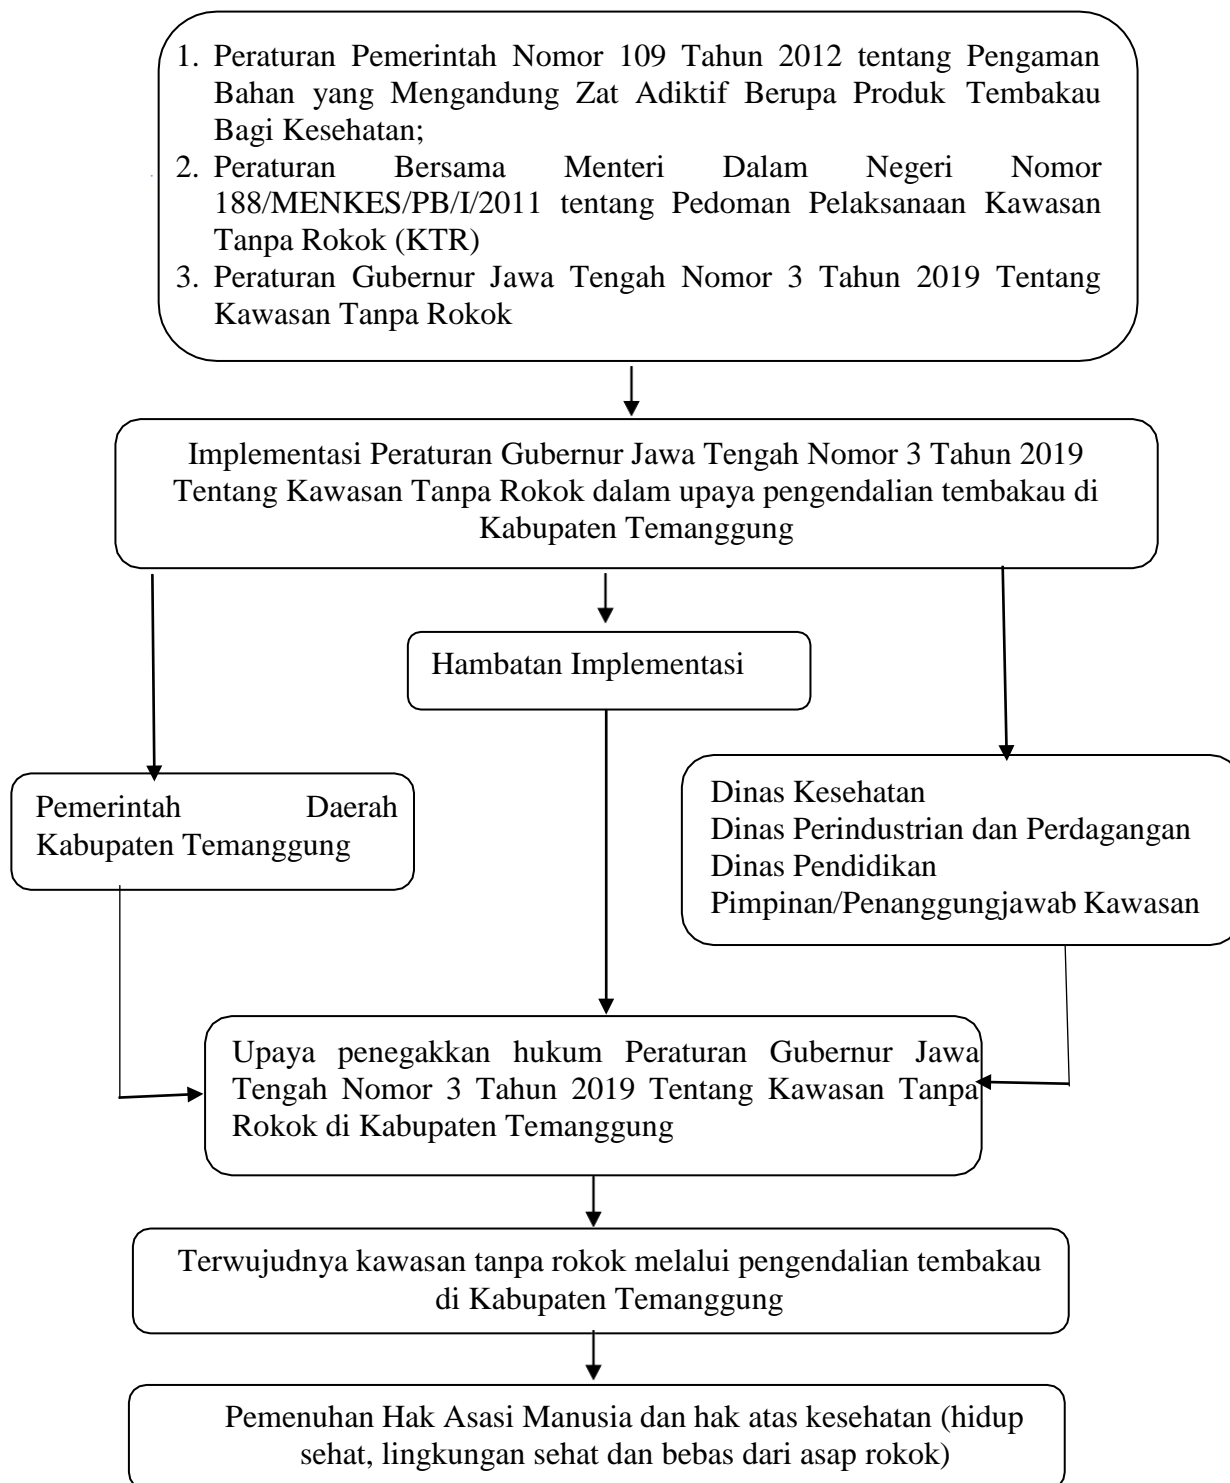 1. Peraturan Pemerintah Nomor 109 Tahun 2012 tentang Pengaman
Bahan yang Mengandung Zat Adiktif Berupa Produk Tembakau
Bagi Kesehatan;
2. Peraturan Bersama Menteri Dalam Negeri Nomor
188/MENKES/PB/I/2011 tentang Pedoman Pelaksanaan Kawasan
Tanpa Rokok (KTR)
3. Peraturan Gubernur Jawa Tengah Nomor 3 Tahun 2019 Tentang
Kawasan Tanpa Rokok
Implementasi Peraturan Gubernur Jawa Tengah Nomor 3 Tahun 2019
Tentang Kawasan Tanpa Rokok dalam upaya pengendalian tembakau di
Kabupaten Temanggung
Hambatan Implementasi
Pemerintah Daerah
Kabupaten Temanggung
Dinas Kesehatan
Dinas Perindustrian dan Perdagangan
Dinas Pendidikan
Pimpinan/Penanggungjawab Kawasan
Upaya penegakkan hukum Peraturan Gubernur Jawa
Tengah Nomor 3 Tahun 2019 Tentang Kawasan Tanpa
Rokok di Kabupaten Temanggung
Terwujudnya kawasan tanpa rokok melalui pengendalian tembakau
di Kabupaten Temanggung
Pemenuhan Hak Asasi Manusia dan hak atas kesehatan (hidup
sehat, lingkungan sehat dan bebas dari asap rokok)